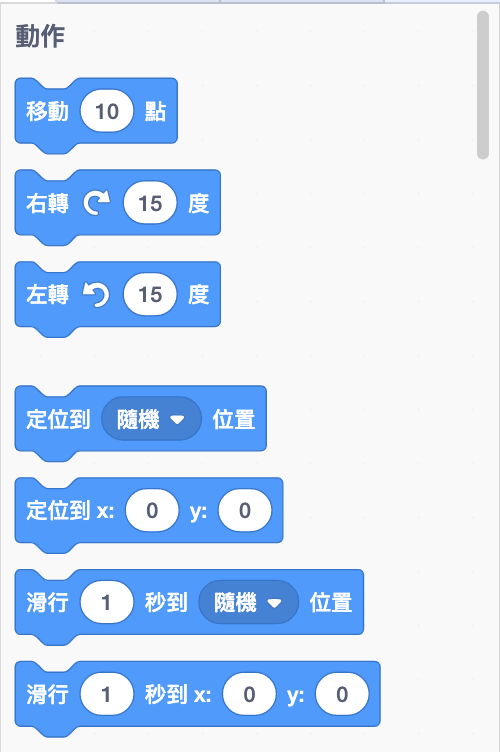 動作
移動 10 點
右轉 15 度
左轉 15 度
定位到 隨機 位置
定位到 x: 0 y: 0
滑行 1 秒到 隨機 位置
滑行 1 秒到 x: 0 y: 0